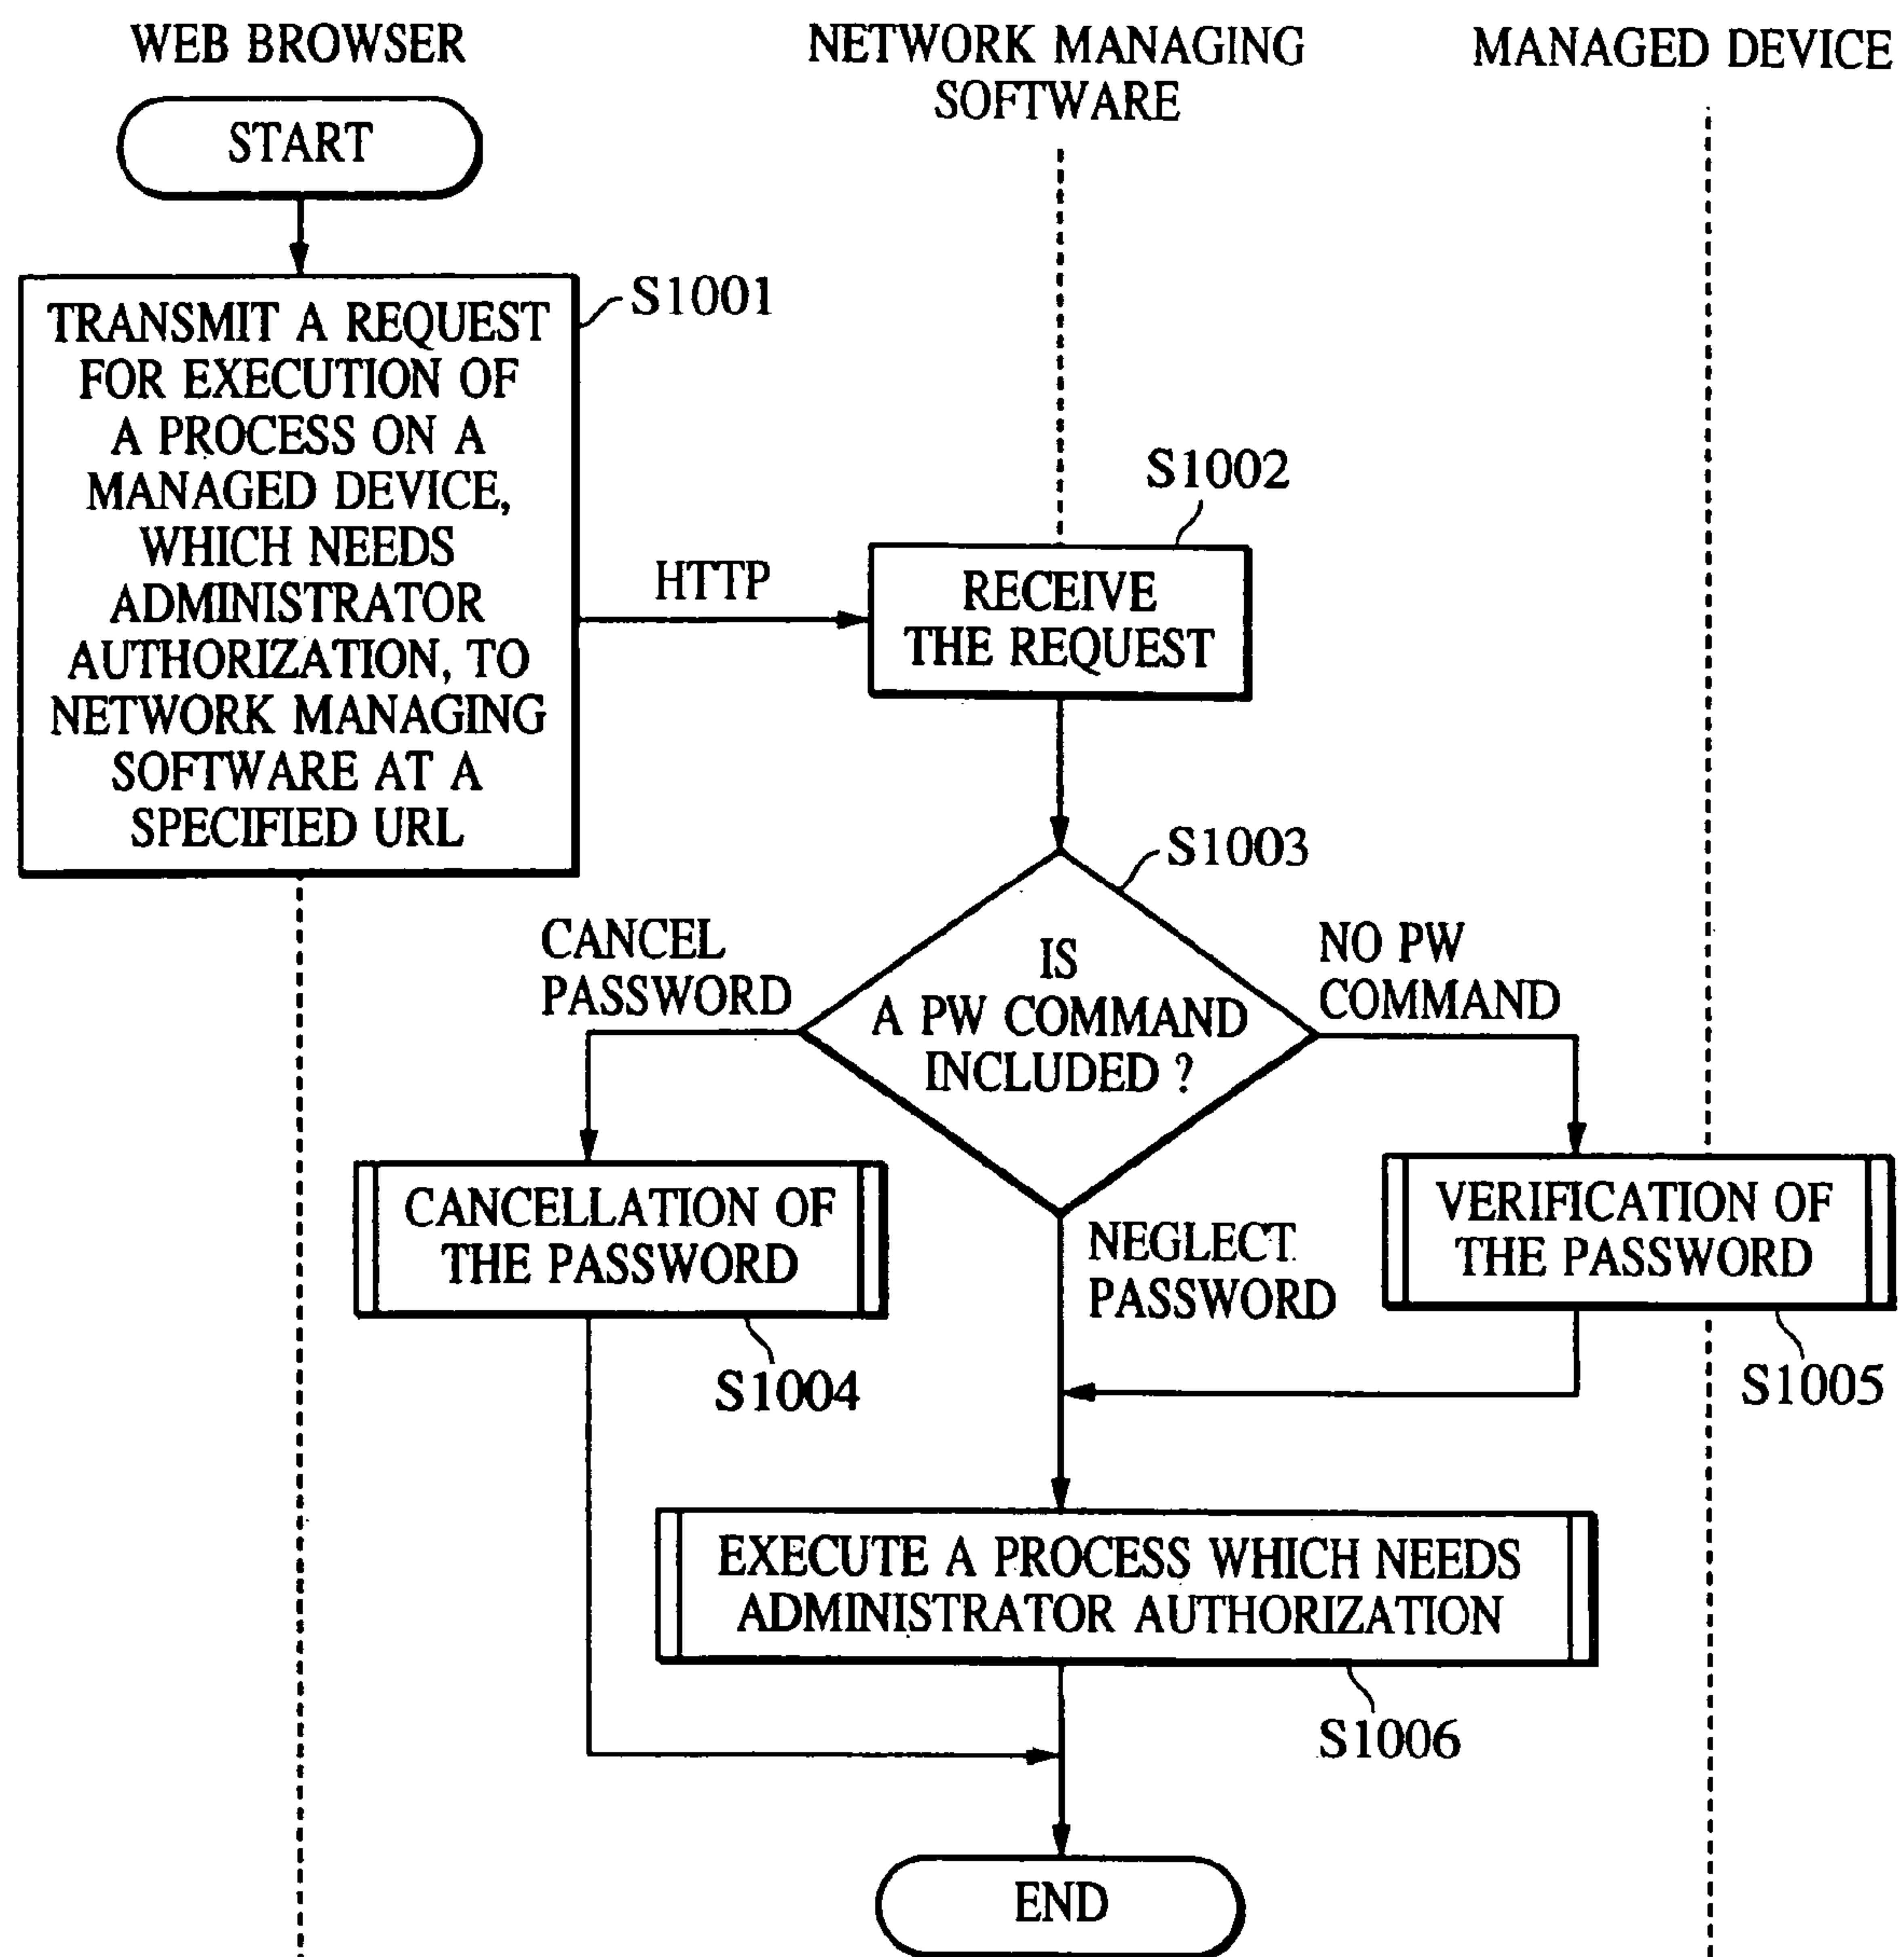 WEB BROWSER
NETWORK MANAGING
SOFTWARE
MANAGED DEVICE
START
S1001
TRANSMIT A REQUEST
FOR EXECUTION OF
A PROCESS ON A
MANAGED DEVICE,
WHICH NEEDS
ADMINISTRATOR
AUTHORIZATION, TO
NETWORK MANAGING
SOFTWARE AT A
SPECIFIED URL
HTTP
S1002
RECEIVE
THE REQUEST
S1003
IS
A PW COMMAND
INCLUDED ?
CANCEL
PASSWORD
NO PW
COMMAND
NEGLECT
PASSWORD
CANCELLATION OF
THE PASSWORD
S1004
VERIFICATION OF
THE PASSWORD
S1005
EXECUTE A PROCESS WHICH NEEDS
ADMINISTRATOR AUTHORIZATION
S1006
END